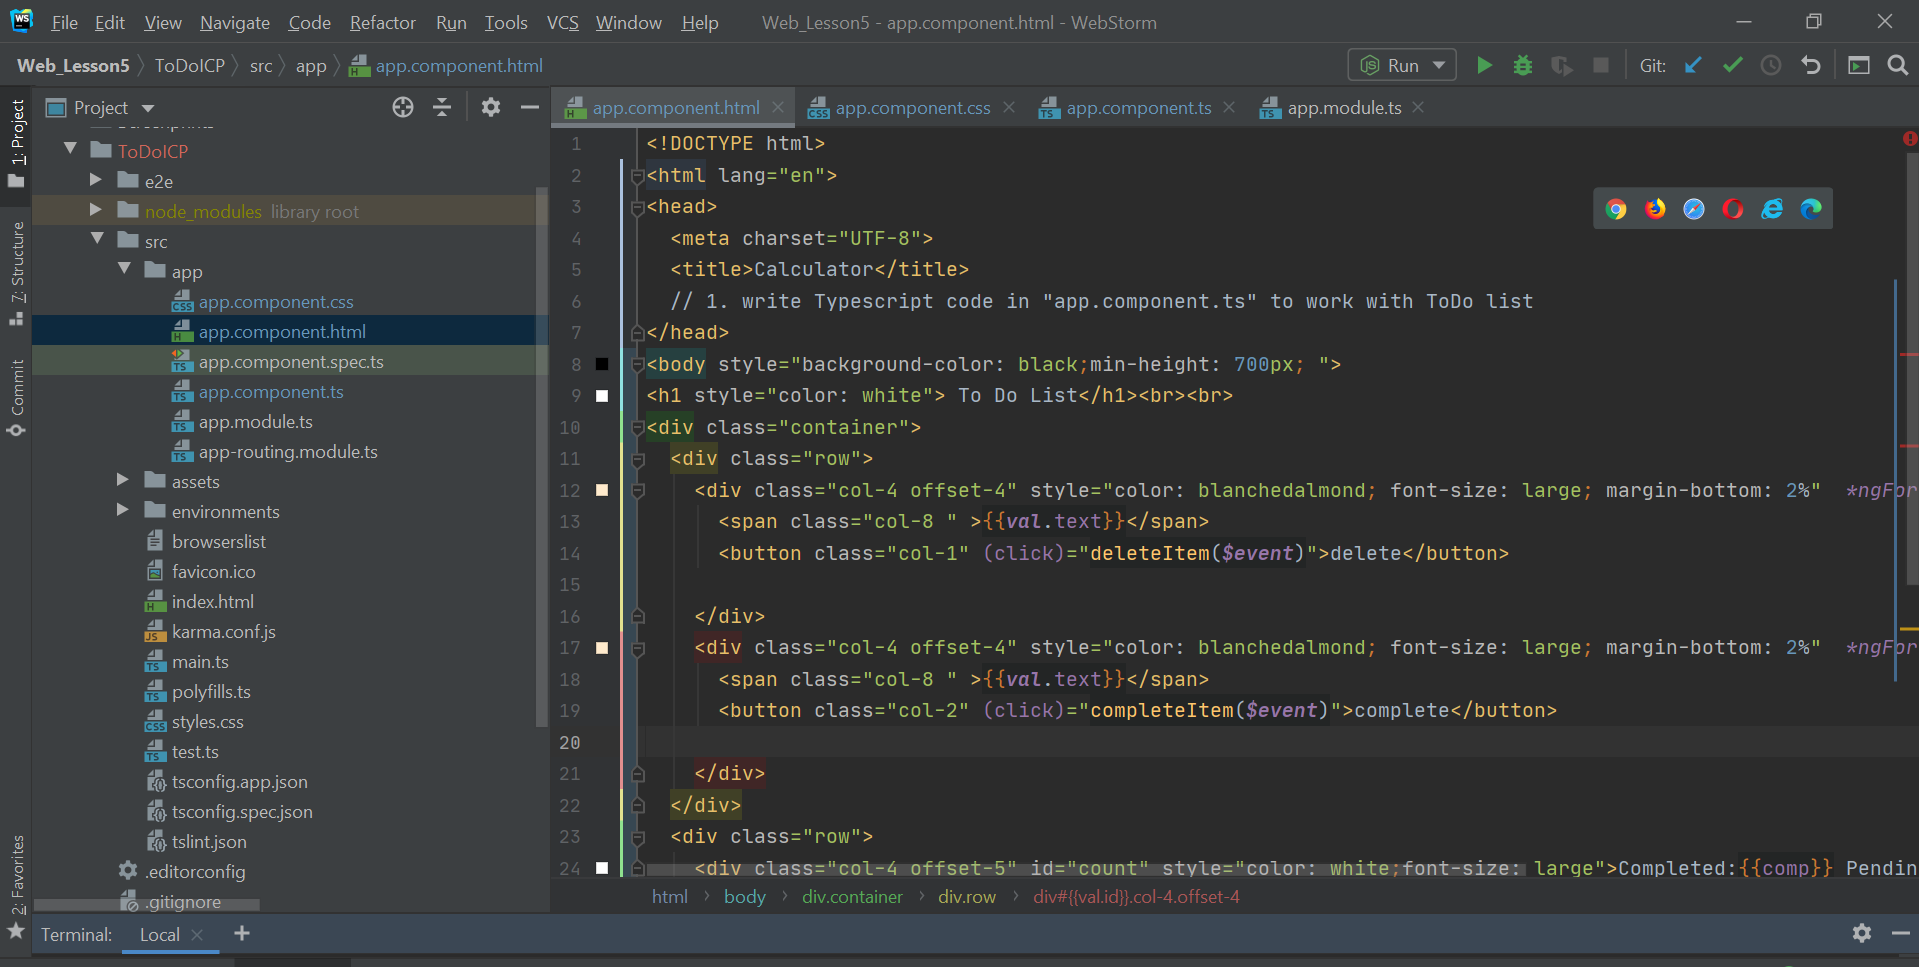 WS File Edit View Navigate Code Refactor Run Tools VCS Window Help Web_Lesson5 - app.component.html - WebStorm
Web_Lesson5 ToDoICP src app app.component.html Run Git:
Project
app.component.html app.component.css app.component.ts app.module.ts
1: Project
7: Structure
Commit
2: Favorites
ToDoICP
e2e
node_modules library root
src
app
app.component.css
app.component.html
app.component.spec.ts
app.component.ts
app.module.ts
app-routing.module.ts
assets
environments
browserslist
favicon.ico
index.html
karma.conf.js
main.ts
polyfills.ts
styles.css
test.ts
tsconfig.app.json
tsconfig.spec.json
tslint.json
.editorconfig
.gitignore
1 <!DOCTYPE html>
2 <html lang="en">
3 <head>
4 <meta charset="UTF-8">
5 <title>Calculator</title>
6 // 1. write Typescript code in "app.component.ts" to work with ToDo list
7 </head>
8 <body style="background-color: black;min-height: 700px; ">
9 <h1 style="color: white"> To Do List</h1><br><br>
10 <div class="container">
11 <div class="row">
12 <div class="col-4 offset-4" style="color: blanchedalmond; font-size: large; margin-bottom: 2%" *ngFor
13 <span class="col-8 " >{{val.text}}</span>
14 <button class="col-1" (click)="deleteItem($event)">delete</button>
15
16 </div>
17 <div class="col-4 offset-4" style="color: blanchedalmond; font-size: large; margin-bottom: 2%" *ngFor
18 <span class="col-8 " >{{val.text}}</span>
19 <button class="col-2" (click)="completeItem($event)">complete</button>
20
21 </div>
22 </div>
23 <div class="row">
24 <div class="col-4 offset-5" id="count" style="color: white;font-size: large">Completed:{{comp}} Pendin
html body div.container div.row div#{{val.id}}.col-4.offset-4
Terminal: Local +